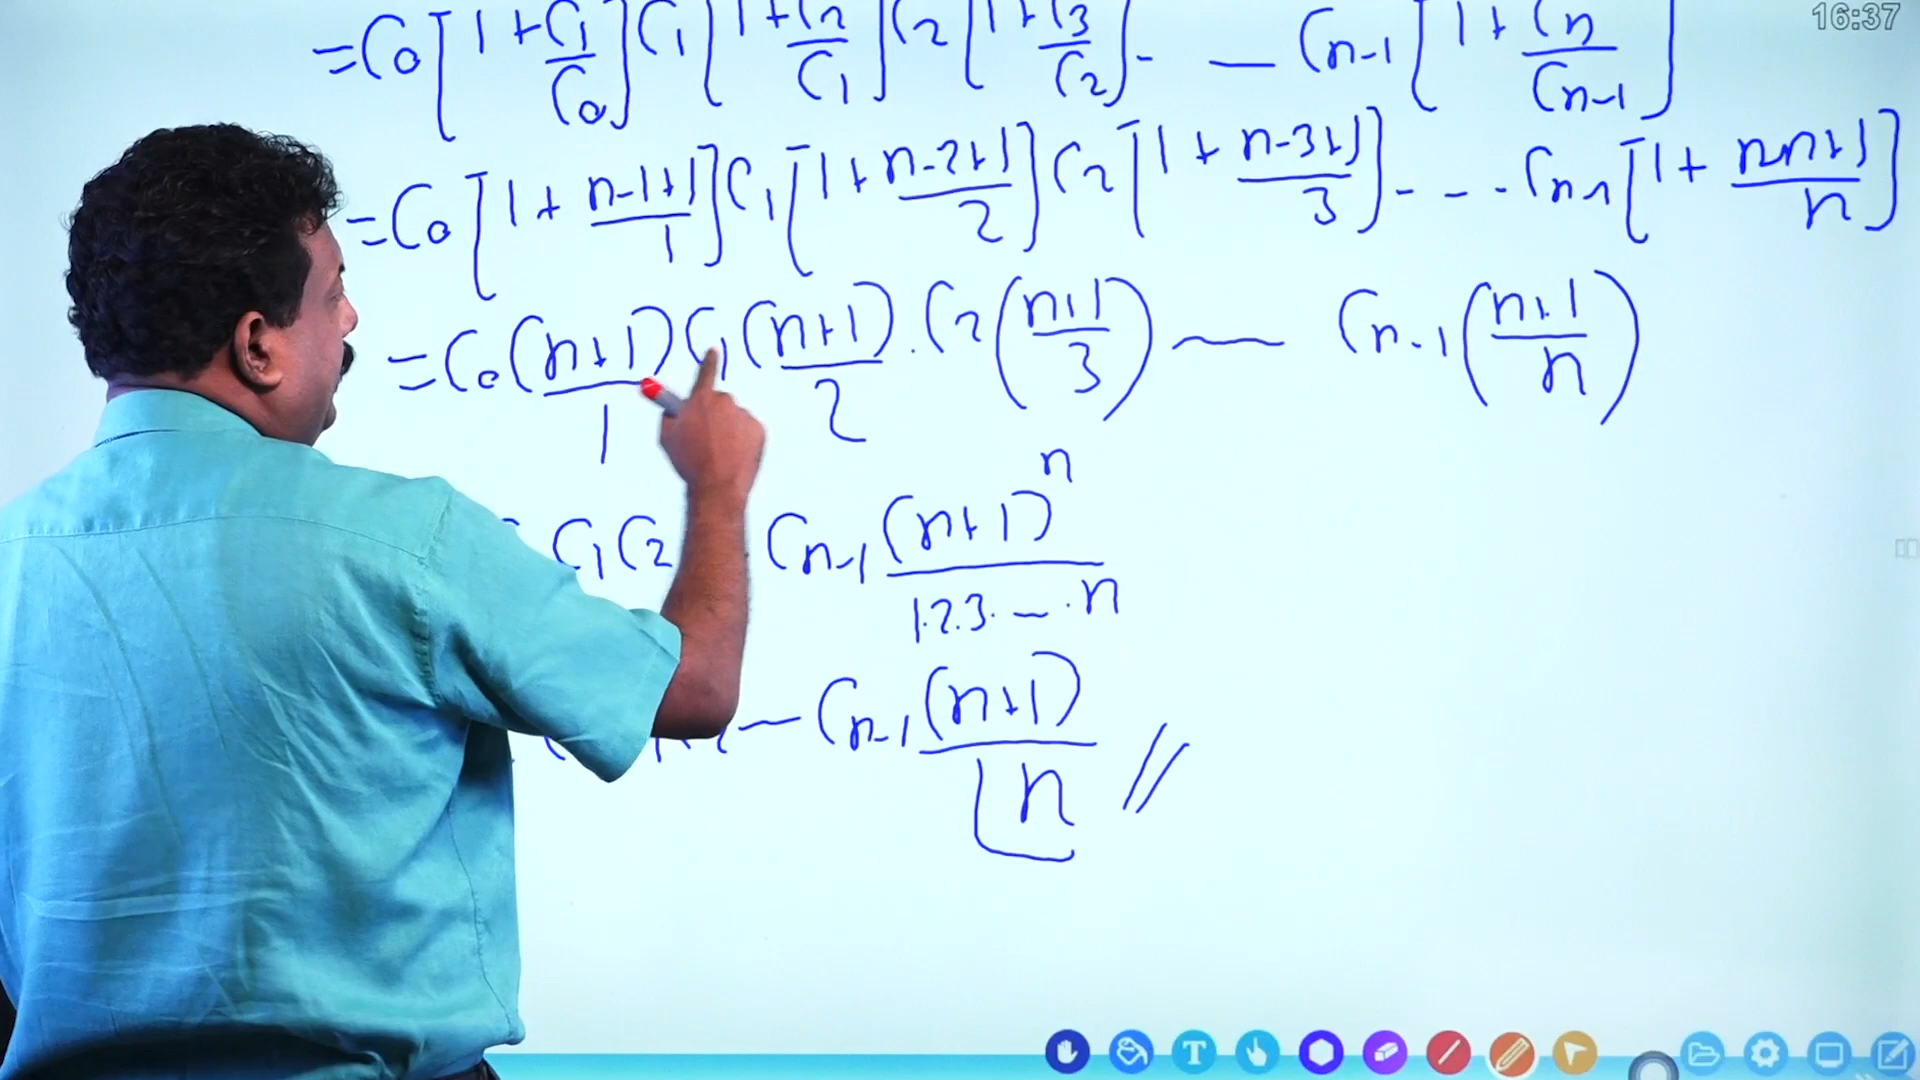 16:37
= C₀[1 + C₁/C₀] C₁[1 + C₂/C₁] C₂[1 + C₃/C₂] - — Cn-1[1 + Cn/Cn-1]
= C₀[1 + n-1+1/1] C₁[1 + n-2+1/2] C₂[1 + n-3+1/3] - - - Cn-1[1 + n-n+1/n]
= C₀(n+1)/1 C₁(n+1)/2 . C₂(n+1/3) — Cn-1(n+1/n)
C₁ C₂ Cn-1 (n+1)ⁿ/1.2.3. — . n
— Cn-1 (n+1)/⌊n //
T